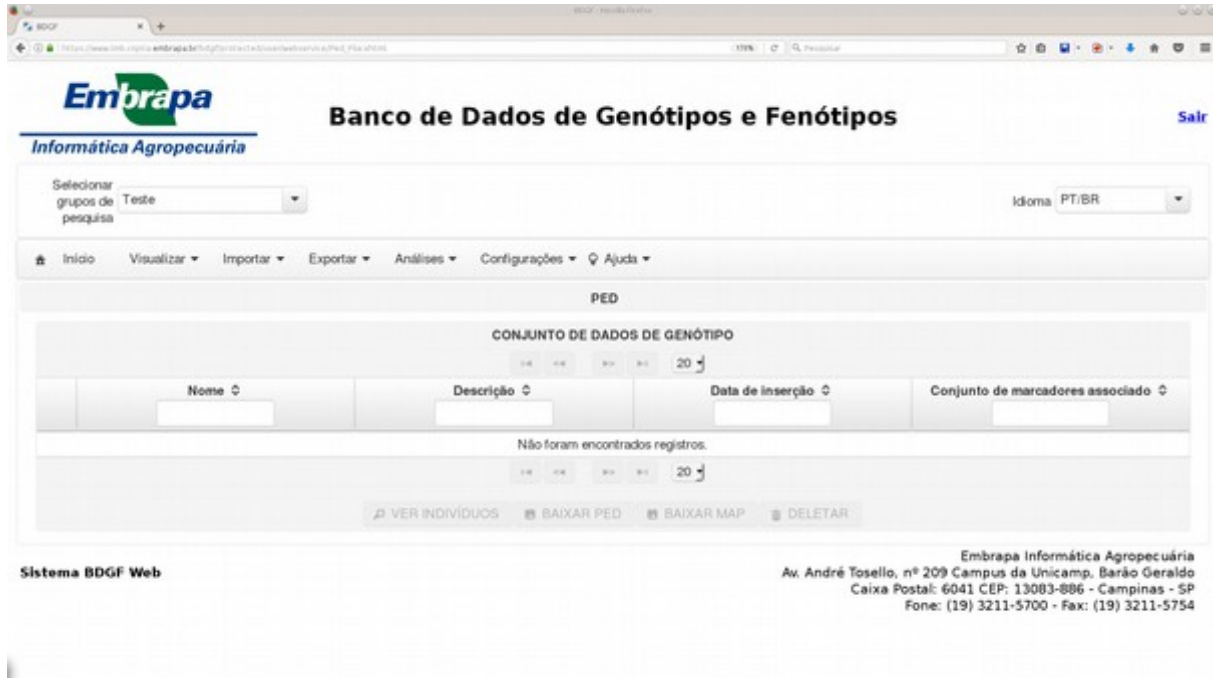 BDGF
Pesquisar
Embrapa
Informática Agropecuária
Banco de Dados de Genótipos e Fenótipos
Sair
Selecionar
grupos de
pesquisa
Teste
Idioma PT/BR
Início Visualizar Importar Exportar Análises Configurações Ajuda
PED
CONJUNTO DE DADOS DE GENÓTIPO
20
Nome Descrição Data de inserção Conjunto de marcadores associado
Não foram encontrados registros.
20
VER INDIVÍDUOS BAIXAR PED BAIXAR MAP DELETAR
Sistema BDGF Web
Embrapa Informática Agropecuária
Av. André Tosello, nº 209 Campus da Unicamp, Barão Geraldo
Caixa Postal: 6041 CEP: 13083-886 - Campinas - SP
Fone: (19) 3211-5700 - Fax: (19) 3211-5754